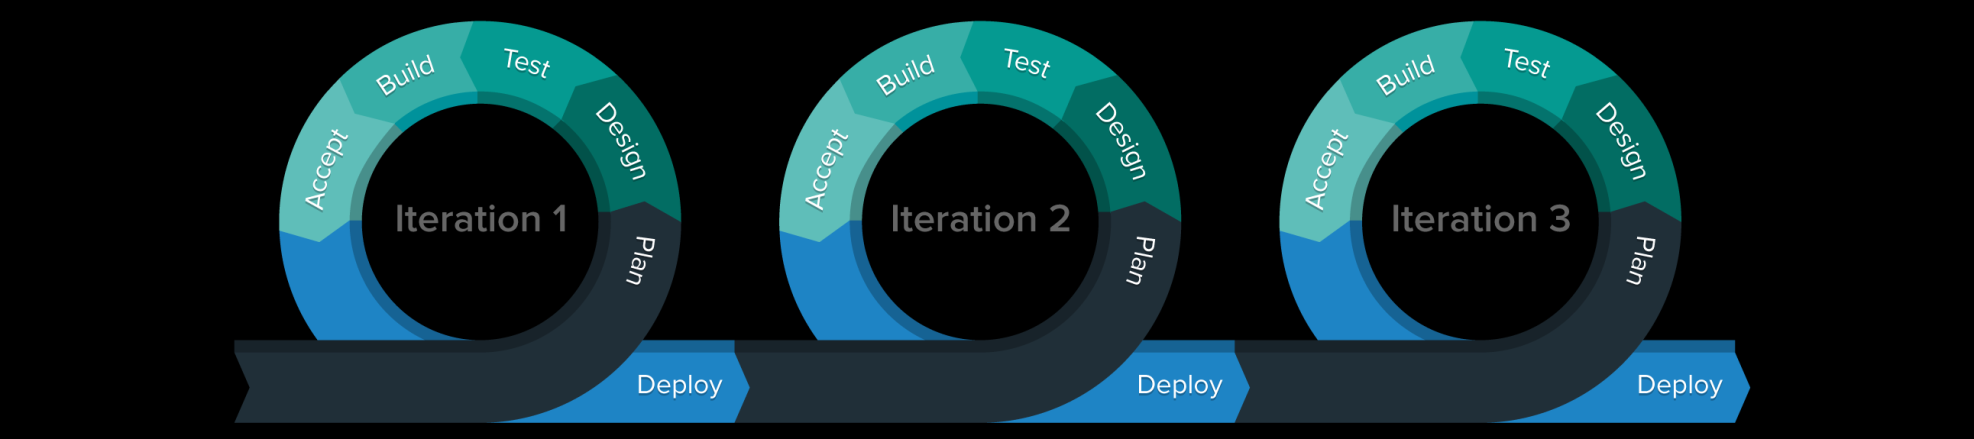 Build
Test
Accept
Design
Iteration 1
Plan
Deploy
Build
Test
Accept
Design
Iteration 2
Plan
Deploy
Build
Test
Accept
Design
Iteration 3
Plan
Deploy